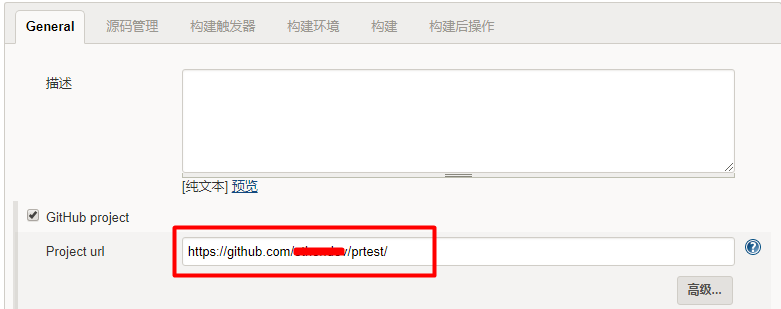 General 源码管理 构建触发器 构建环境 构建 构建后操作
描述
[纯文本] 预览
GitHub project
Project url https://github.com/ /prtest/
高级...